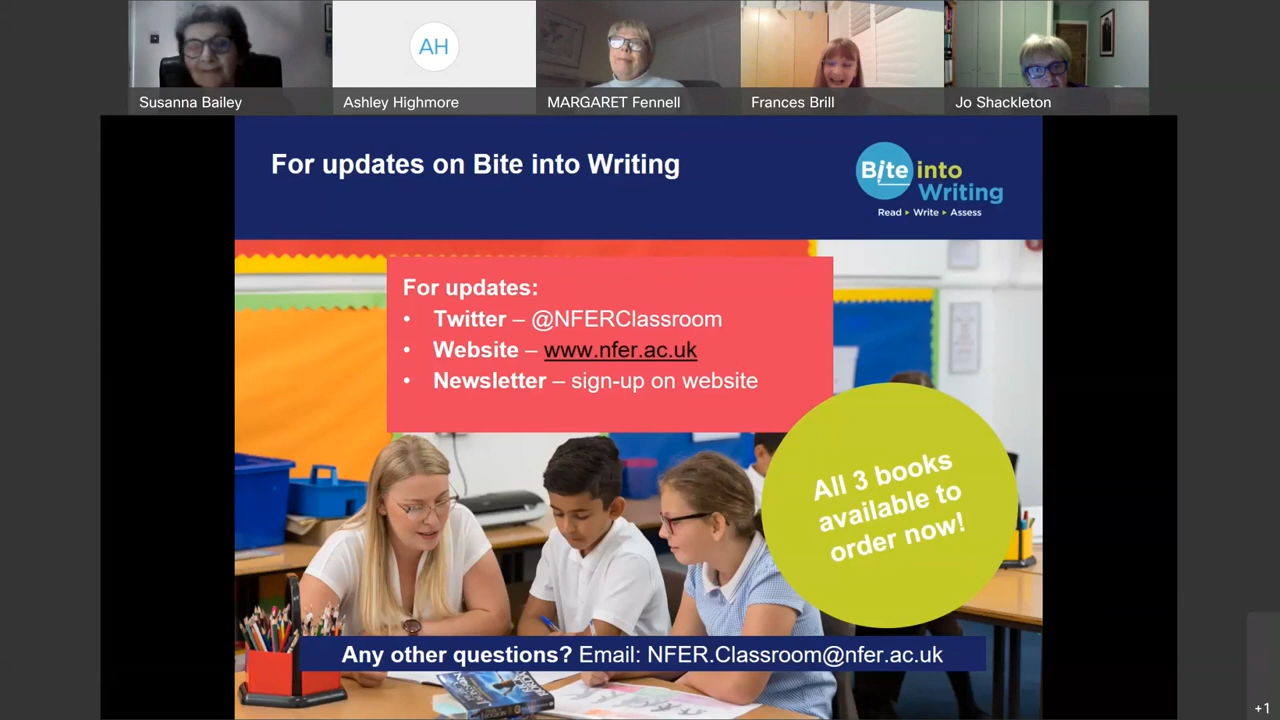 AH
Susanna Bailey
Ashley Highmore
MARGARET Fennell
Frances Brill
Jo Shackleton
For updates on Bite into Writing
Bite into
Writing
Read ▸ Write ▸ Assess
For updates:
• Twitter – @NFERClassroom
• Website – www.nfer.ac.uk
• Newsletter – sign-up on website
All 3 books
available to
order now!
Any other questions? Email: NFER.Classroom@nfer.ac.uk
+1